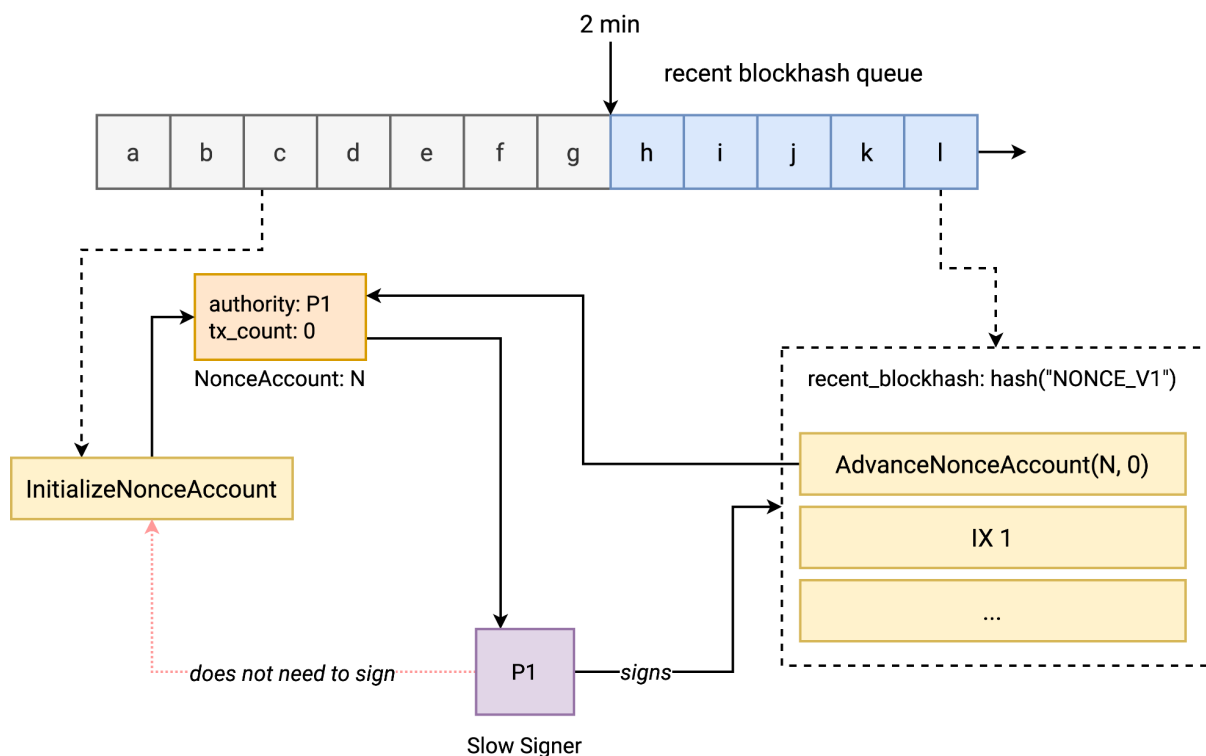 2 min
recent blockhash queue
a b c d e f g h i j k l
authority: P1
tx_count: 0
NonceAccount: N
recent_blockhash: hash("NONCE_V1")
AdvanceNonceAccount(N, 0)
InitializeNonceAccount
IX 1
...
does not need to sign
P1
signs
Slow Signer